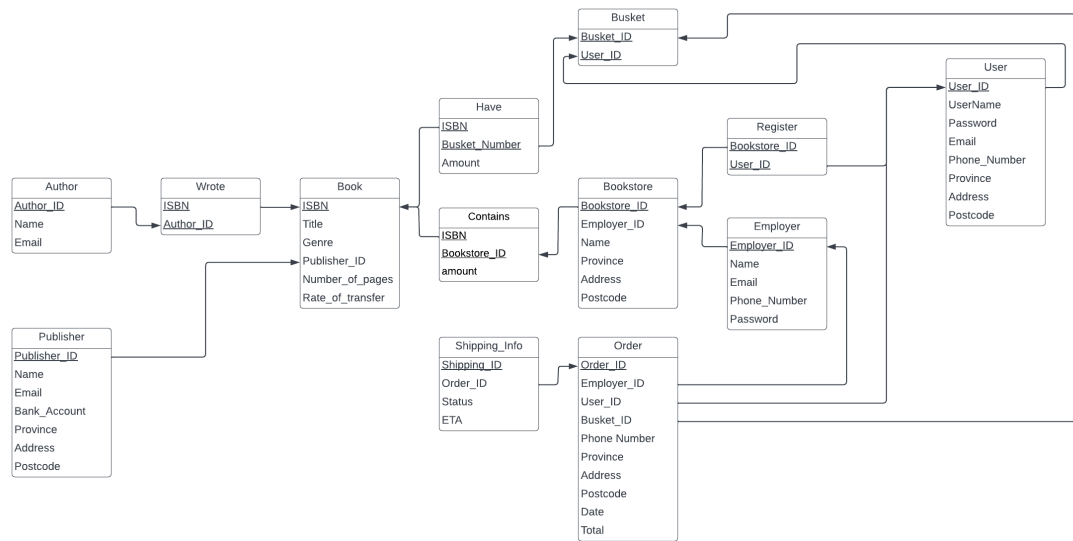 Busket
Busket_ID
User_ID
User
User_ID
UserName
Password
Email
Phone_Number
Province
Address
Postcode
Have
ISBN
Busket_Number
Amount
Register
Bookstore_ID
User_ID
Author
Author_ID
Name
Email
Wrote
ISBN
Author_ID
Book
ISBN
Title
Genre
Publisher_ID
Number_of_pages
Rate_of_transfer
Contains
ISBN
Bookstore_ID
amount
Bookstore
Bookstore_ID
Employer_ID
Name
Province
Address
Postcode
Employer
Employer_ID
Name
Email
Phone_Number
Password
Publisher
Publisher_ID
Name
Email
Bank_Account
Province
Address
Postcode
Shipping_Info
Shipping_ID
Order_ID
Status
ETA
Order
Order_ID
Employer_ID
User_ID
Busket_ID
Phone Number
Province
Address
Postcode
Date
Total